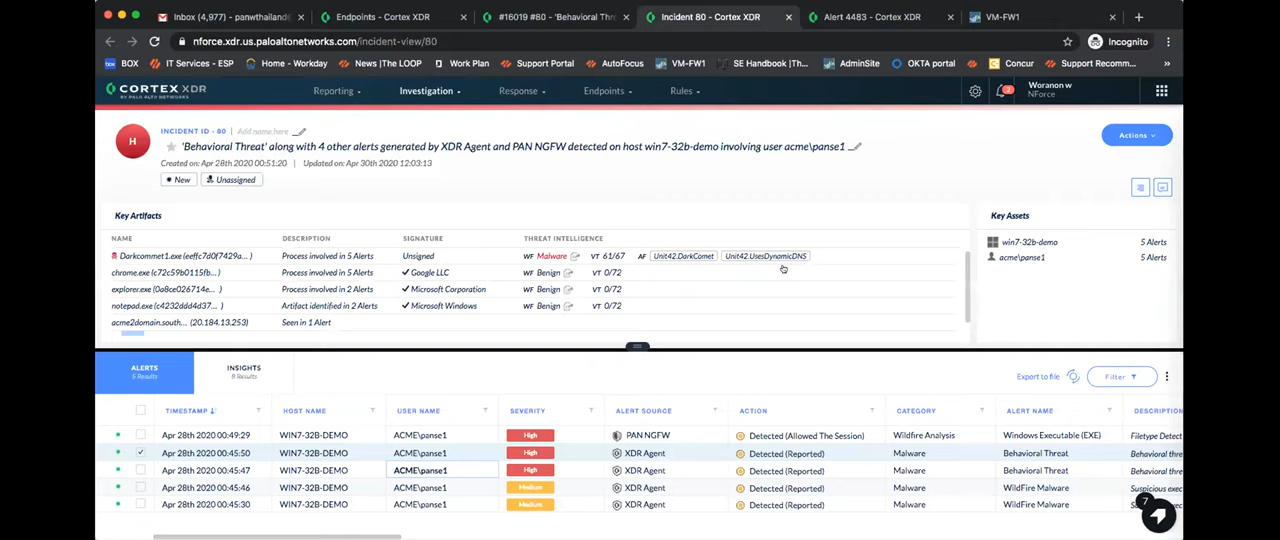 Inbox (4,977) - panwthailand
Endpoints - Cortex XDR
#16019 #80 - 'Behavioral Thr
Incident 80 - Cortex XDR
Alert 4483 - Cortex XDR
VM-FW1
nforce.xdr.us.paloaltonetworks.com/incident-view/80
Incognito
BOX
IT Services - ESP
Home - Workday
News |TheLOOP
Work Plan
Support Portal
AutoFocus
VM-FW1
SE Handbook |Th...
AdminSite
OKTA portal
Concur
Support Recomm...
»
CORTEX XDR
BY PALO ALTO NETWORKS
Reporting
Investigation
Response
Endpoints
Rules
2
Woranon w
NForce
H
INCIDENT ID - 80 | Add name here
Actions
'Behavioral Threat' along with 4 other alerts generated by XDR Agent and PAN NGFW detected on host win7-32b-demo involving user acme\panse1
Created on: Apr 28th 2020 00:51:20 | Updated on: Apr 30th 2020 12:03:13
New
Unassigned
Key Artifacts
NAME DESCRIPTION SIGNATURE THREAT INTELLIGENCE
Darkcommet1.exe (eeffc7d0f7429a... ) Process involved in 5 Alerts Unsigned WF Malware VT 61/67 AF Unit42.DarkComet Unit42.UsesDynamicDNS
chrome.exe (c72c59b0115fb... ) Process involved in 5 Alerts Google LLC WF Benign VT 0/72
explorer.exe (0a8ce026714e... ) Process involved in 2 Alerts Microsoft Corporation WF Benign VT 0/72
notepad.exe (c4232ddd4d37... ) Artifact identified in 2 Alerts Microsoft Windows WF Benign VT 0/72
acme2domain.south... (20.184.13.253) Seen in 1 Alert
Key Assets
win7-32b-demo 5 Alerts
acme\panse1 5 Alerts
ALERTS
5 Results
INSIGHTS
8 Results
Export to file
Filter
TIMESTAMP HOST NAME USER NAME SEVERITY ALERT SOURCE ACTION CATEGORY ALERT NAME DESCRIPTION
Apr 28th 2020 00:49:29 WIN7-32B-DEMO ACME\panse1 High PAN NGFW Detected (Allowed The Session) Wildfire Analysis Windows Executable (EXE) Filetype Detect
Apr 28th 2020 00:45:50 WIN7-32B-DEMO ACME\panse1 High XDR Agent Detected (Reported) Malware Behavioral Threat Behavioral thre
Apr 28th 2020 00:45:47 WIN7-32B-DEMO ACME\panse1 High XDR Agent Detected (Reported) Malware Behavioral Threat Behavioral thre
Apr 28th 2020 00:45:46 WIN7-32B-DEMO ACME\panse1 Medium XDR Agent Detected (Reported) Malware WildFire Malware Suspicious exec
Apr 28th 2020 00:45:30 WIN7-32B-DEMO ACME\panse1 Medium XDR Agent Detected (Reported) Malware WildFire Malware Suspicious exec
7